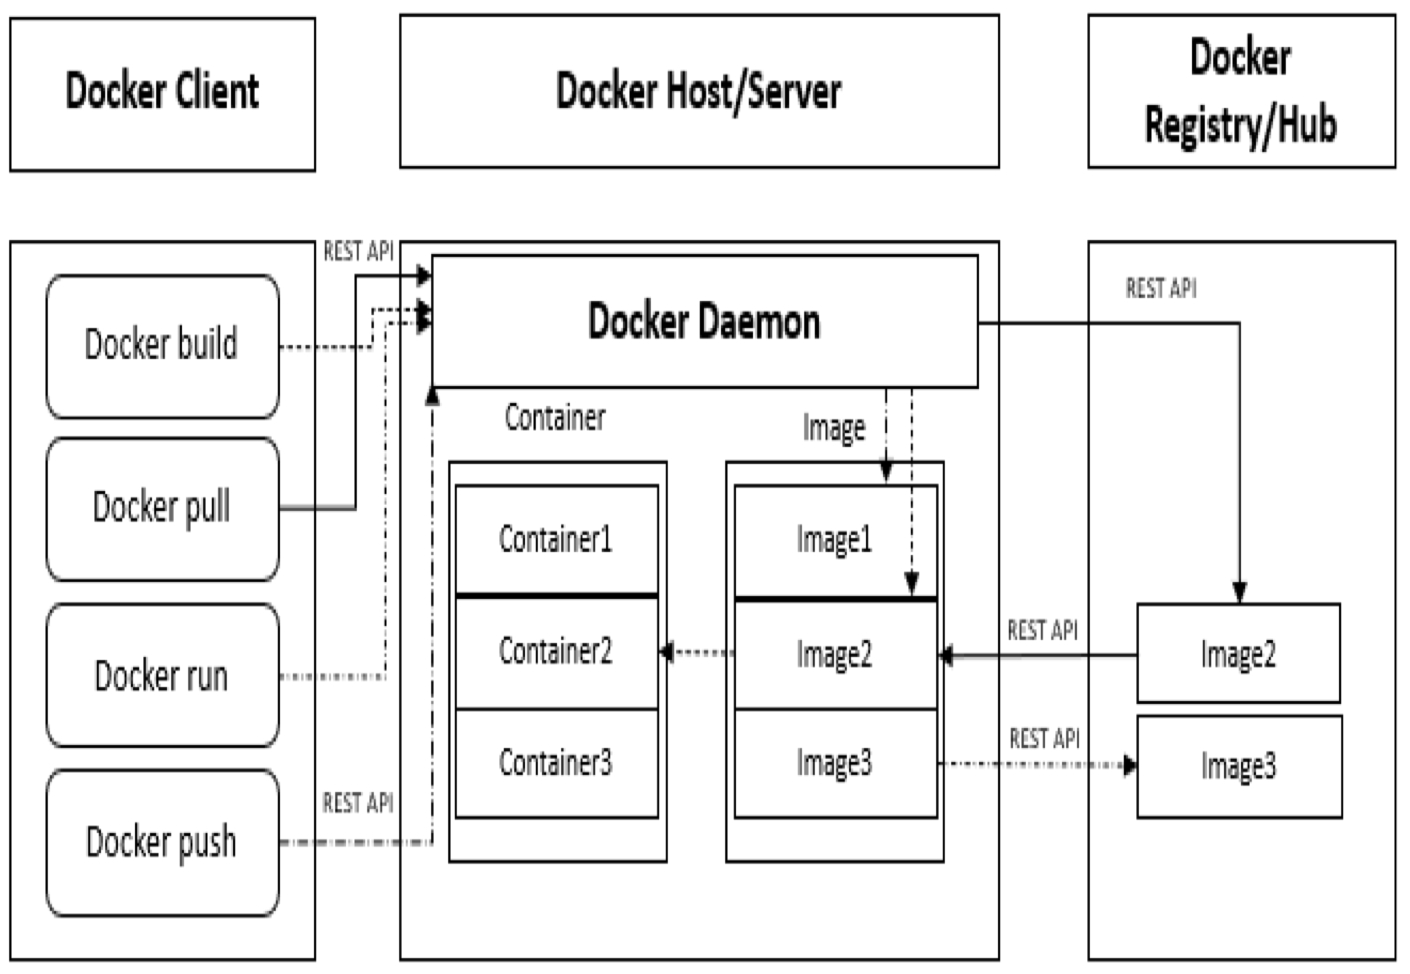 Docker Client
Docker Host/Server
Docker
Registry/Hub
REST API
Docker build
Docker pull
Docker run
Docker push
REST API
Docker Daemon
Container
Container1
Container2
Container3
Image
Image1
Image2
Image3
REST API
REST API
REST API
Image2
Image3